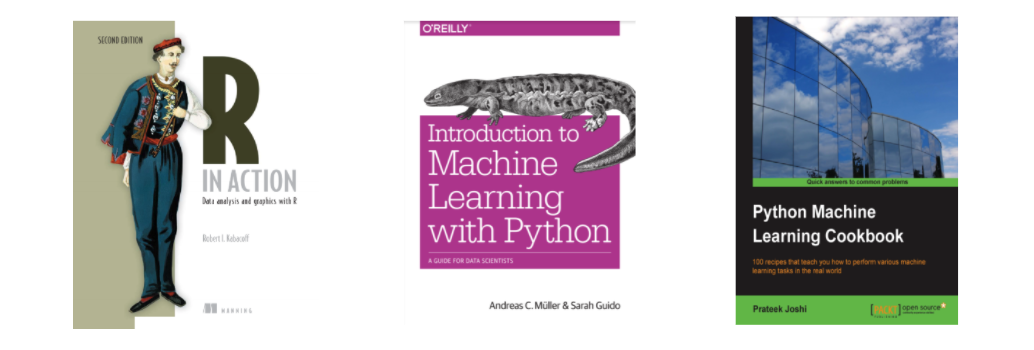 SECOND EDITION
R
IN ACTION
Data analysis and graphics with R
Robert I. Kabacoff
MANNING
O'REILLY®
Introduction to
Machine
Learning
with Python
A GUIDE FOR DATA SCIENTISTS
Andreas C. Müller & Sarah Guido
Quick answers to common problems
Python Machine
Learning Cookbook
100 recipes that teach you how to perform various machine
learning tasks in the real world
Prateek Joshi
[PACKT] open source*
PUBLISHING